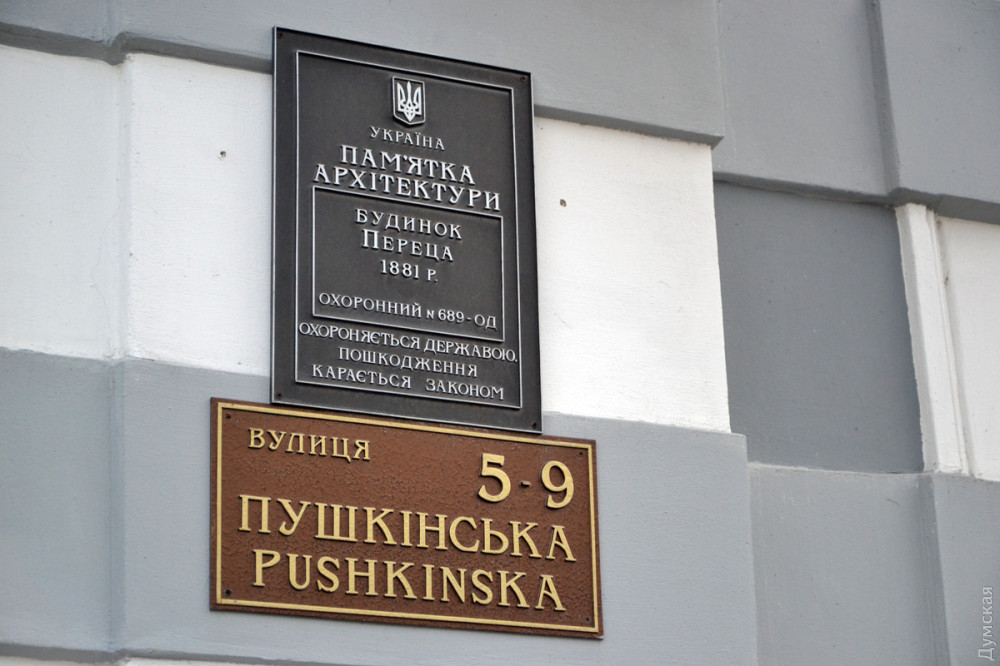 УКРАЇНА
ПАМ'ЯТКА
АРХІТЕКТУРИ
БУДИНОК
ПЕРЕЦА
1881 Р.
ОХОРОННИЙ N 689-ОД
ОХОРОНЯЄТЬСЯ ДЕРЖАВОЮ.
ПОШКОДЖЕННЯ
КАРАЄТЬСЯ ЗАКОНОМ
ВУЛИЦЯ
5-9
ПУШКІНСЬКА
PUSHKINSKA
Думская